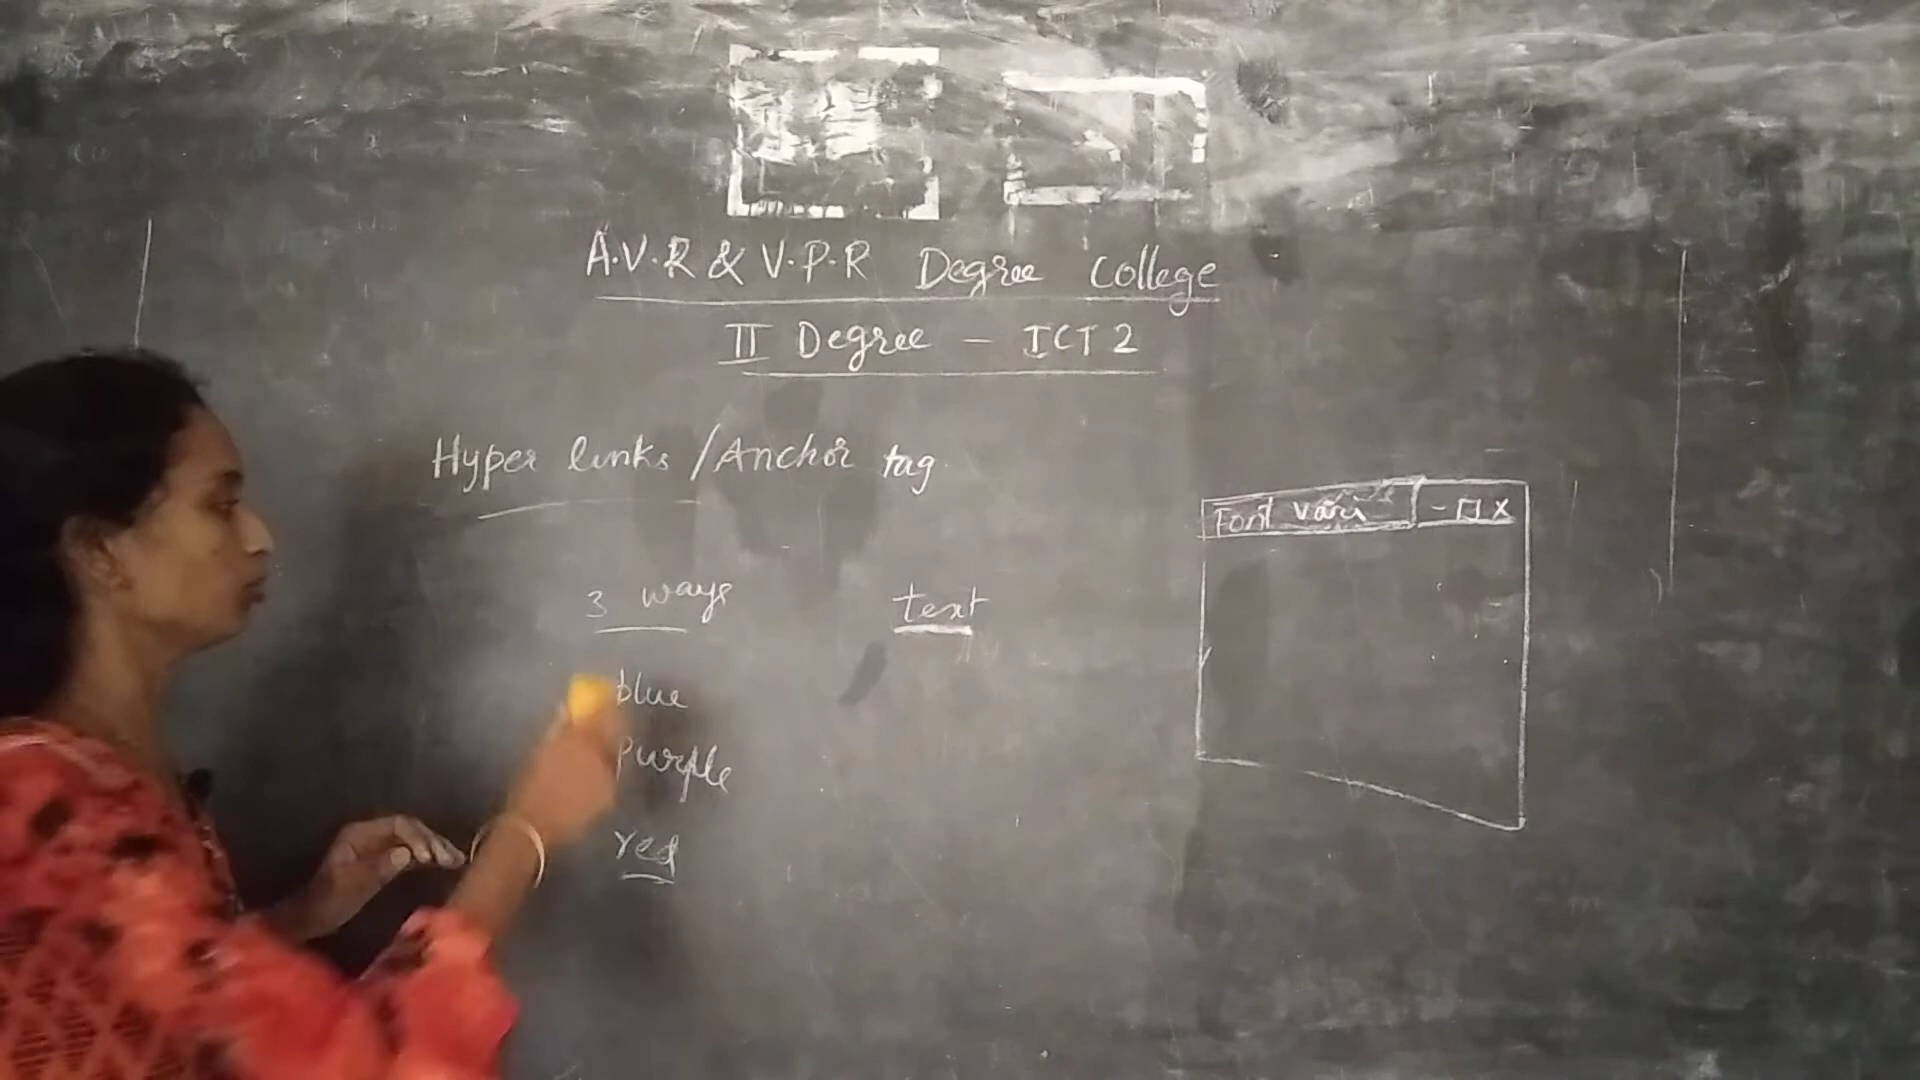 A.V.R & V.P.R Degree College
II Degree - ICT 2
Hyper links / Anchor tag
Font Vari - □ X
3 ways
text
blue
purple
red